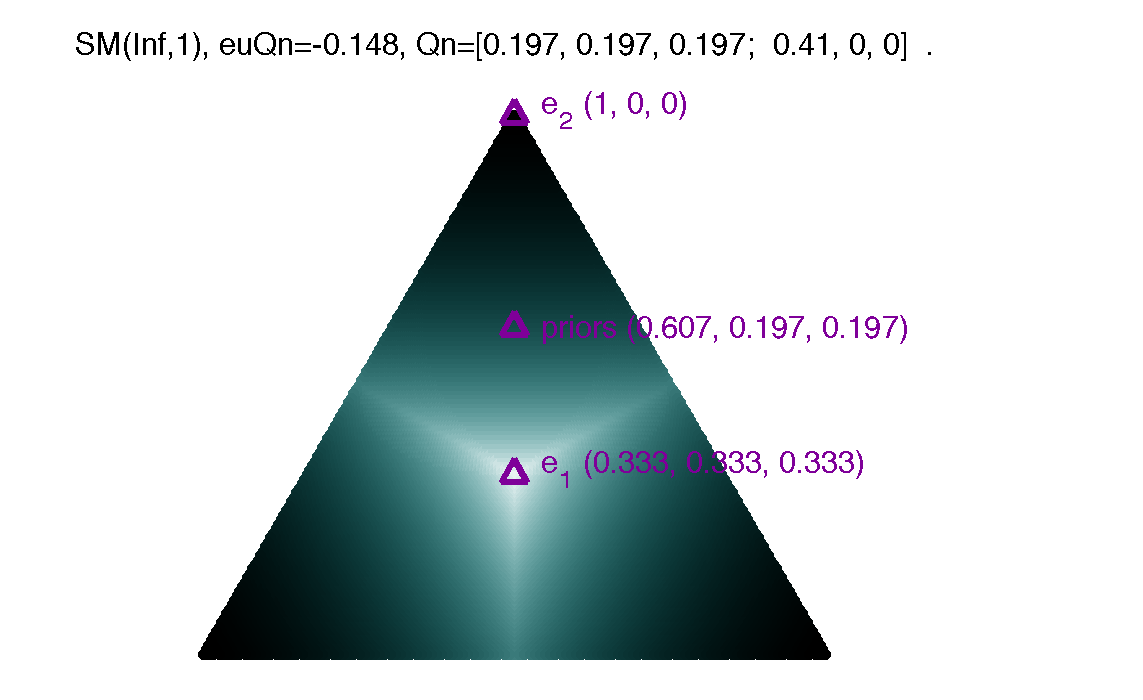 SM(Inf,1), euQn=-0.148, Qn=[0.197, 0.197, 0.197;  0.41, 0, 0]  .
e₂ (1, 0, 0)
priors (0.607, 0.197, 0.197)
e₁ (0.333, 0.333, 0.333)